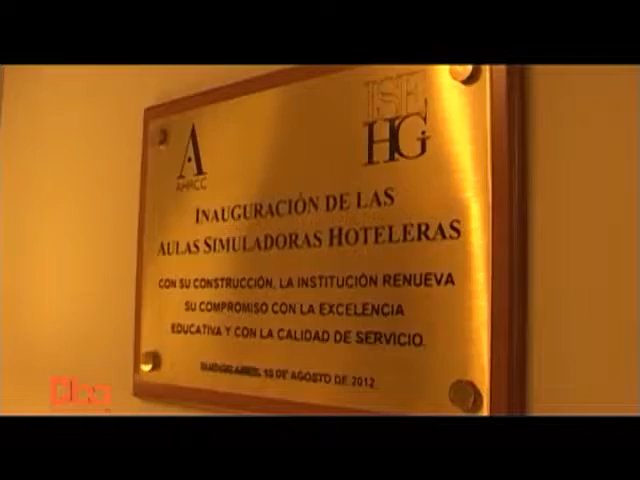 A
AHRCC
ISE
HG
INAUGURACIÓN DE LAS
AULAS SIMULADORAS HOTELERAS
CON SU CONSTRUCCIÓN, LA INSTITUCIÓN RENUEVA
SU COMPROMISO CON LA EXCELENCIA
EDUCATIVA Y CON LA CALIDAD DE SERVICIO.
BUENOS AIRES, DE AGOSTO DE 2012